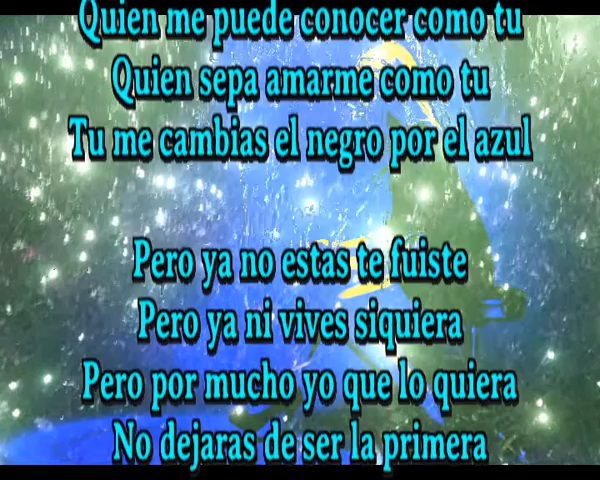 Quien me puede conocer como tu
Quien sepa amarme como tu
Tu me cambias el negro por el azul
Pero ya no estas te fuiste
Pero ya ni vives siquiera
Pero por mucho yo que lo quiera
No dejaras de ser la primera